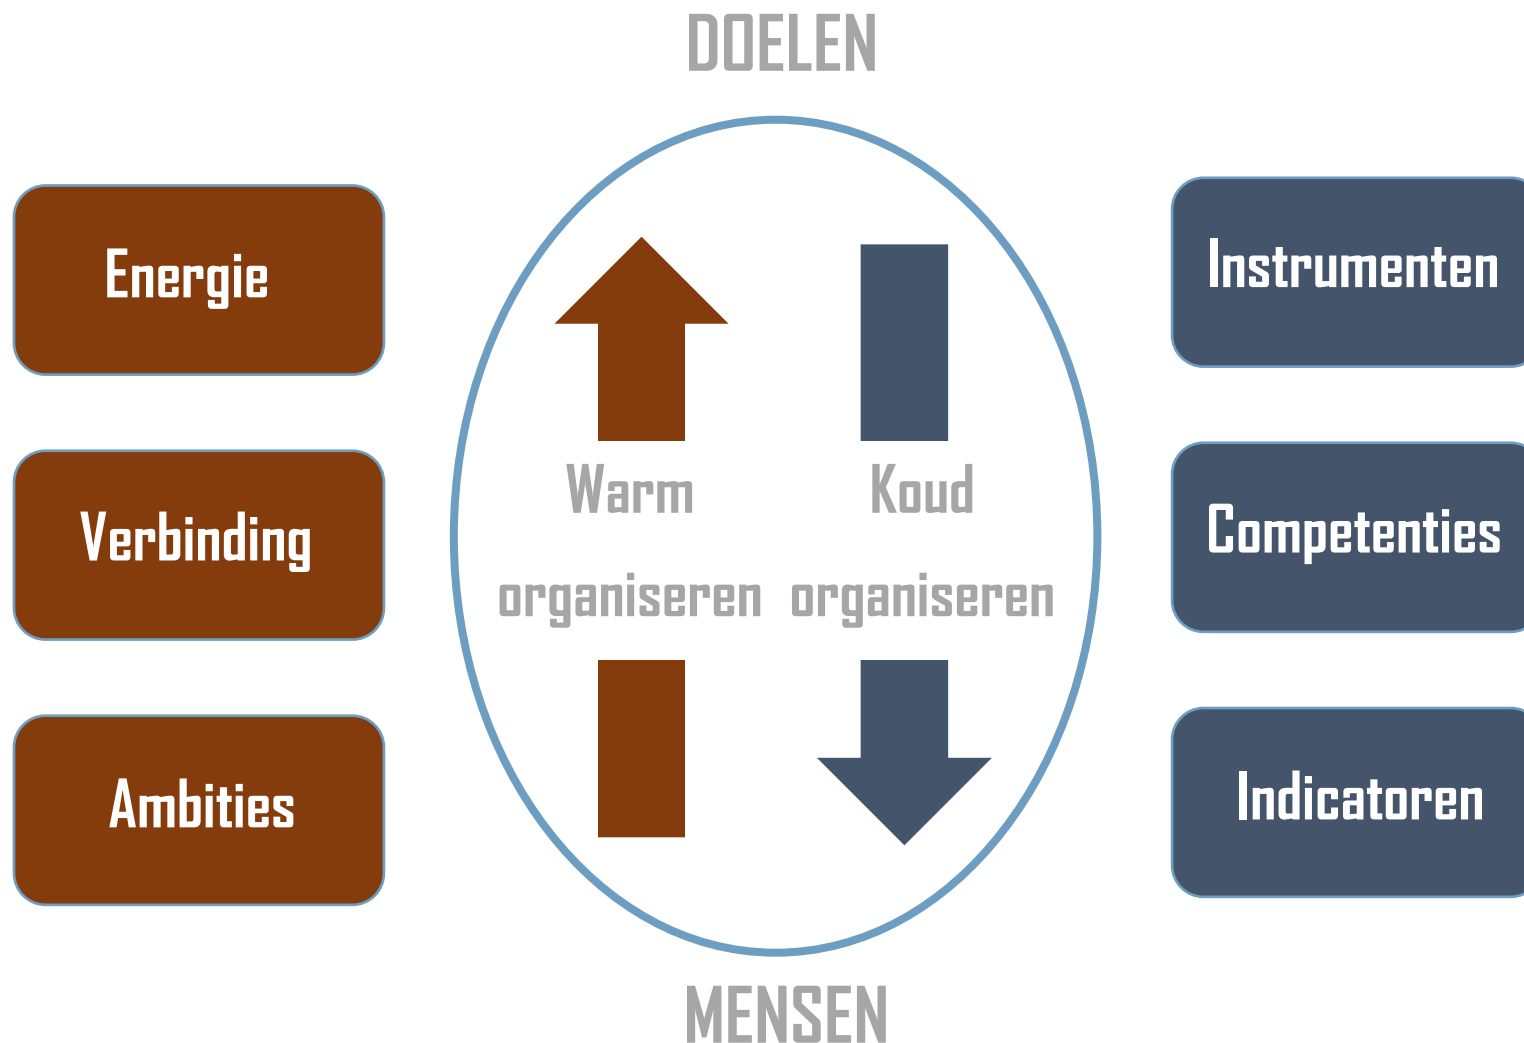 DOELEN
Energie
Verbinding
Ambities
Warm
organiseren
Koud
organiseren
Instrumenten
Competenties
Indicatoren
MENSEN